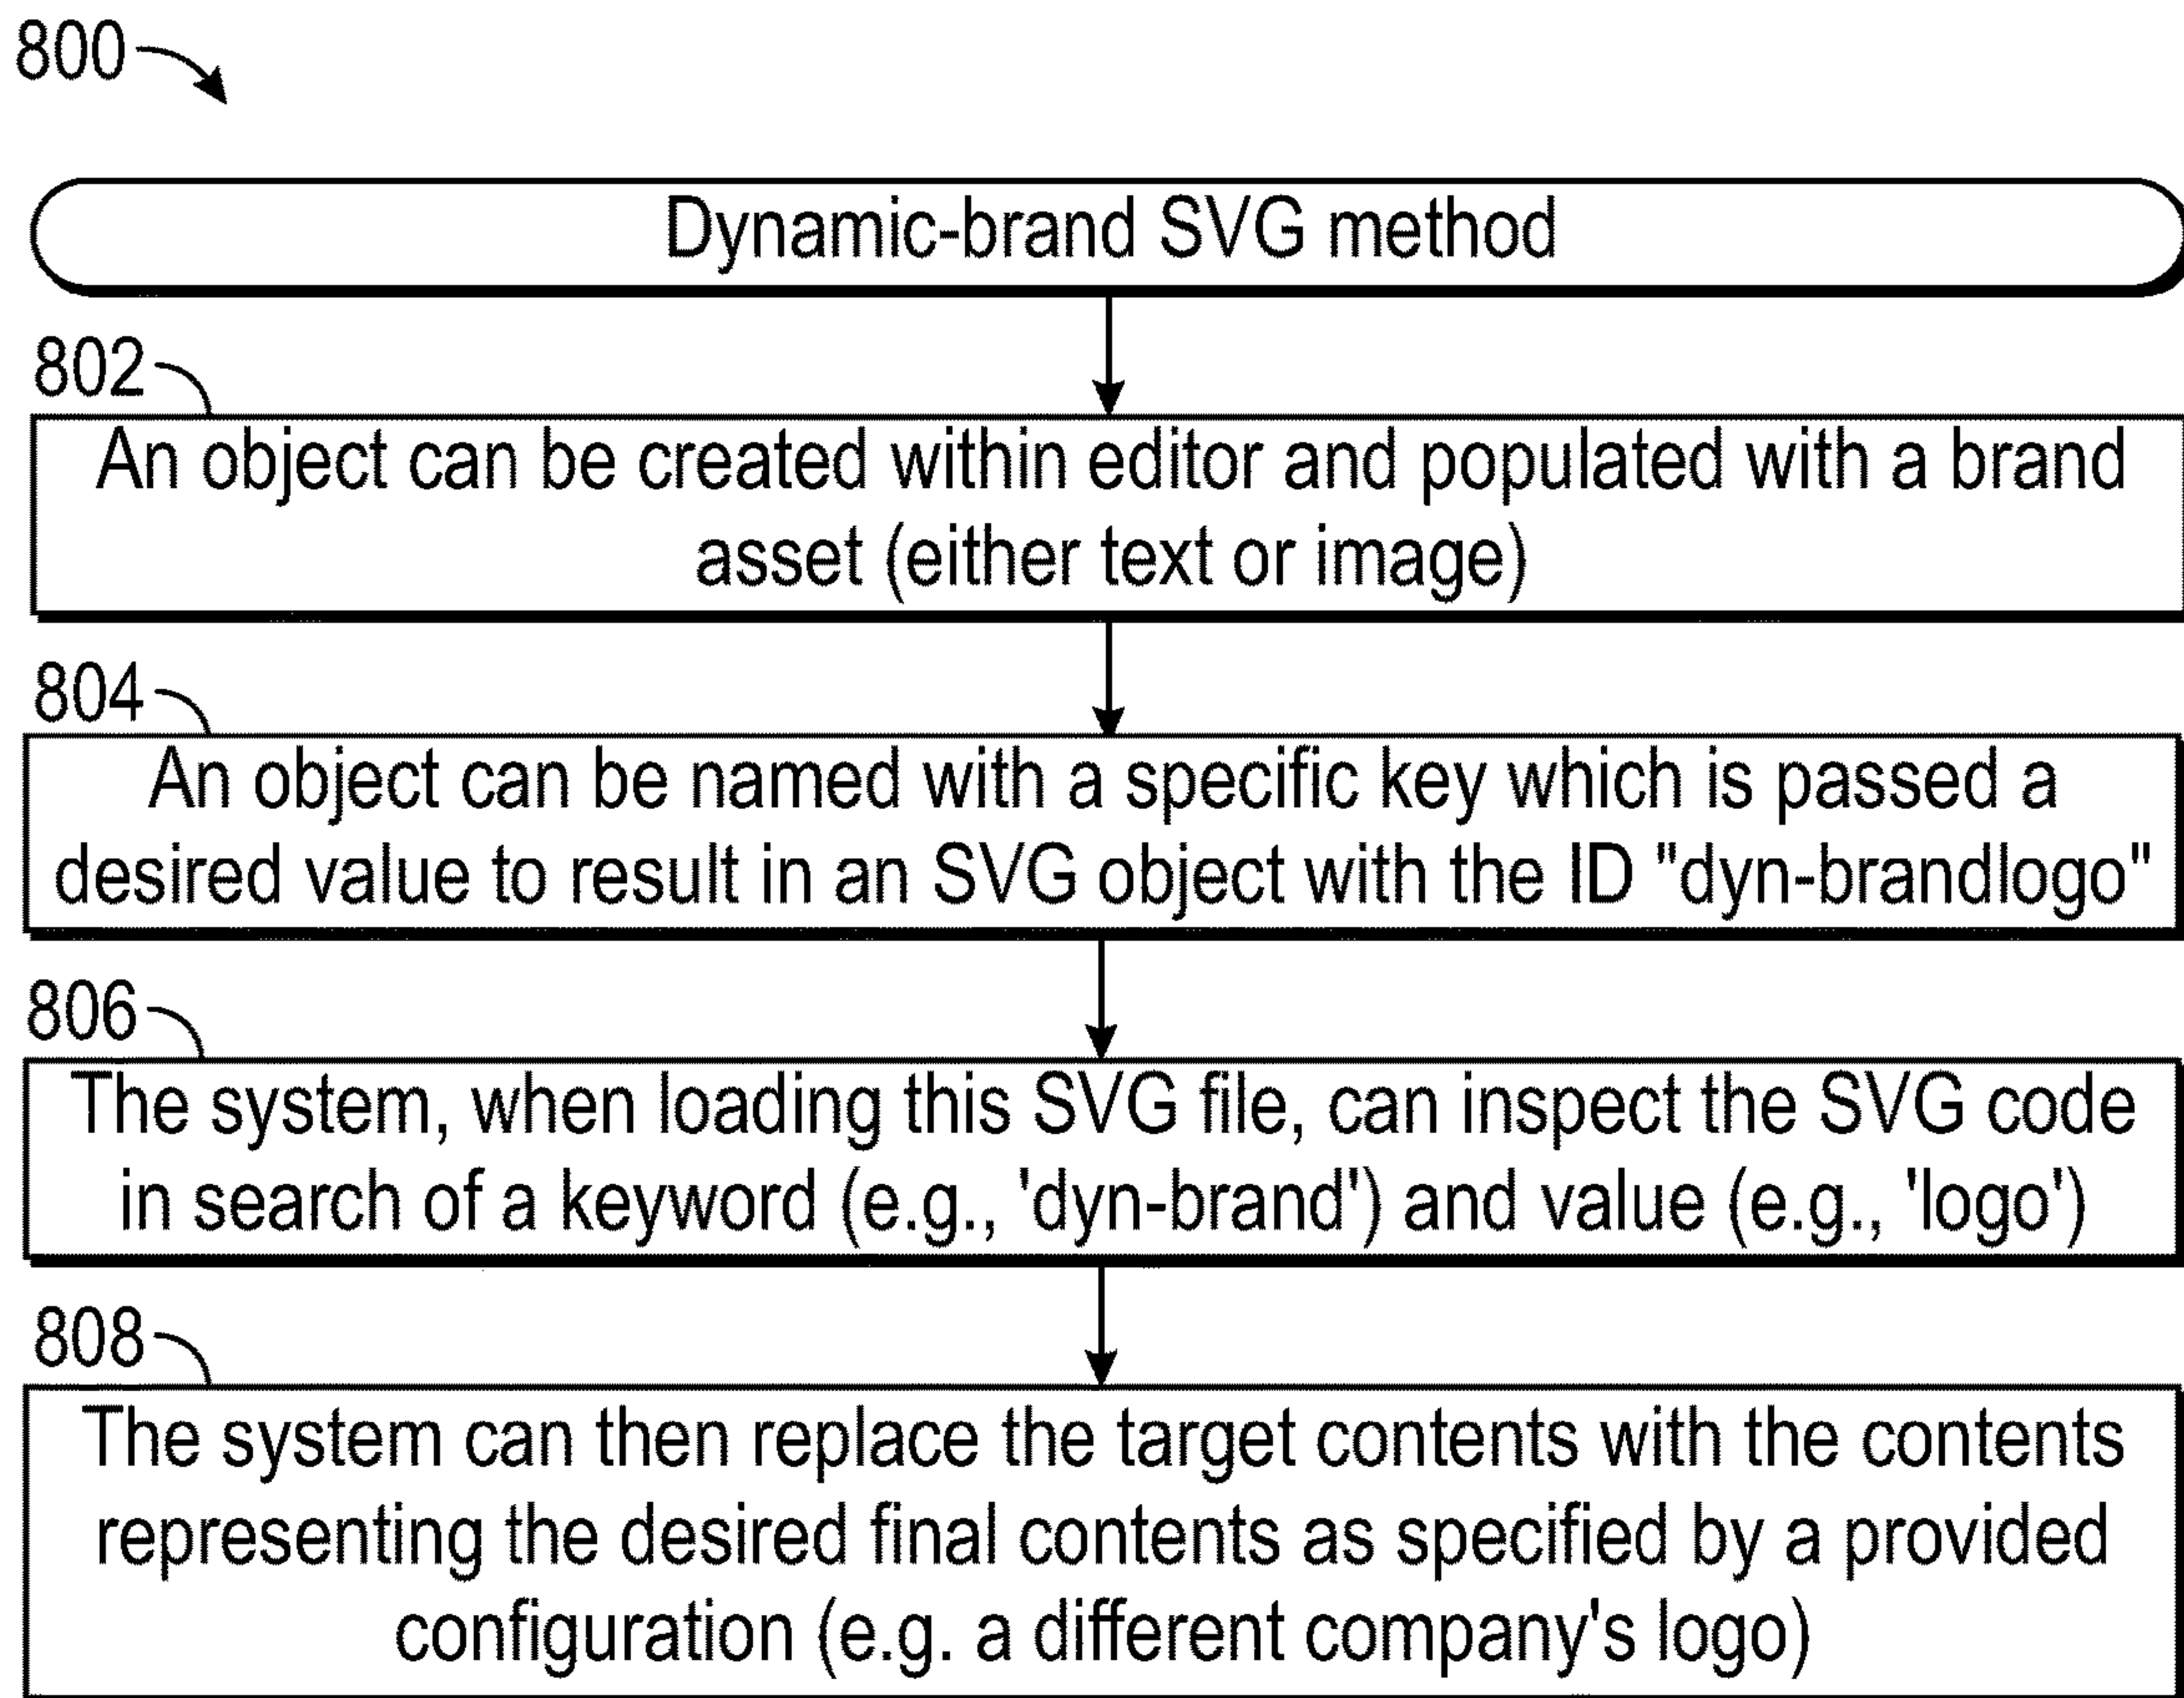 800
Dynamic-brand SVG method
802
An object can be created within editor and populated with a brand
asset (either text or image)
804
An object can be named with a specific key which is passed a
desired value to result in an SVG object with the ID "dyn-brandlogo"
806
The system, when loading this SVG file, can inspect the SVG code
in search of a keyword (e.g., 'dyn-brand') and value (e.g., 'logo')
808
The system can then replace the target contents with the contents
representing the desired final contents as specified by a provided
configuration (e.g. a different company's logo)